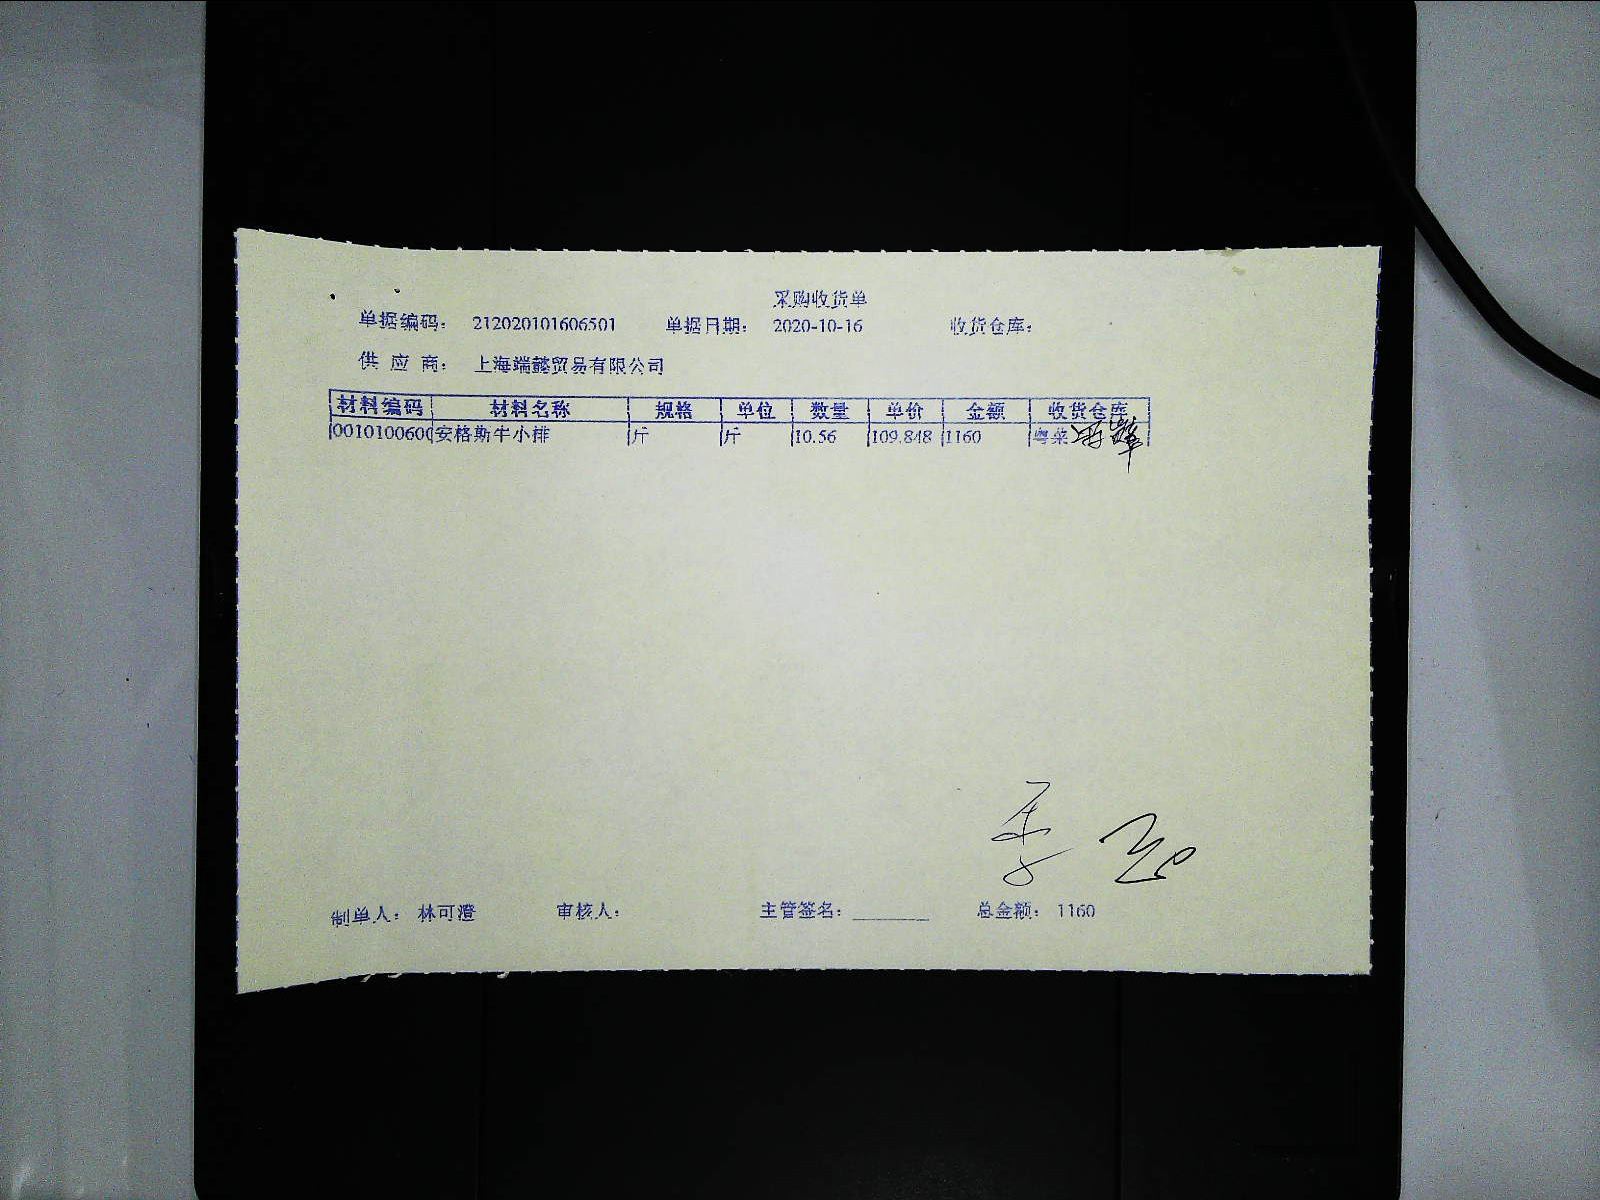 采购收货单
单据编码： 212020101606501 单据日期： 2020-10-16 收货仓库：
供 应 商： 上海端懿贸易有限公司
材料编码 材料名称 规格 单位 数量 单价 金额 收货仓库
0010100600 安格斯牛小排 斤 斤 10.56 109.848 1160 粤菜
制单人： 林可澄 审核人： 主管签名： 总金额： 1160